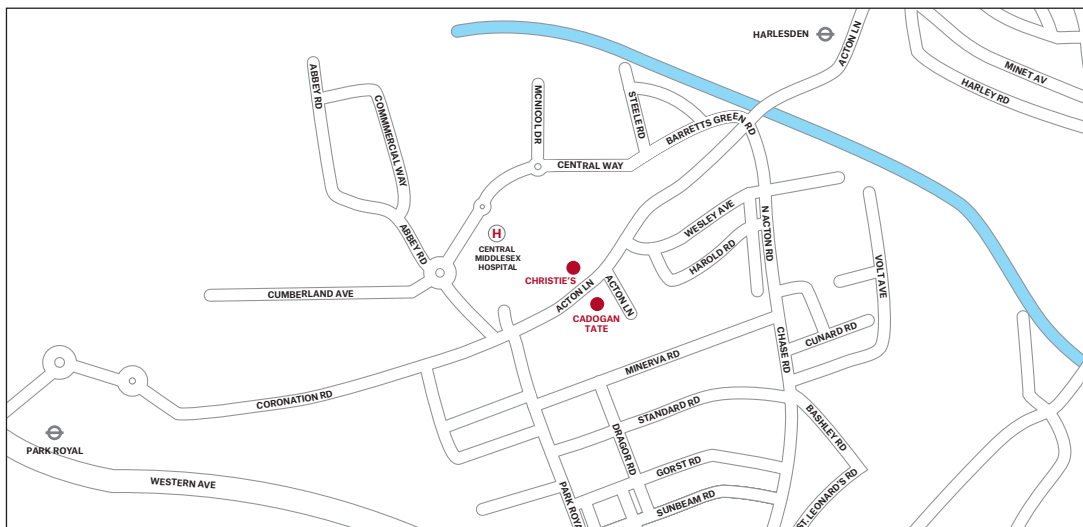 HARLESDEN
ACTON LN
MINET AV
HARLEY RD
ABBEY RD
COMMMERCIAL WAY
MCNICOL DR
STEELE RD
BARRETTS GREEN RD
CENTRAL WAY
H
CENTRAL
MIDDLESEX
HOSPITAL
ABBEY RD
WESLEY AVE
N ACTON RD
HAROLD RD
VOLT AVE
CHRISTIE'S
ACTON LN
ACTON LN
CUMBERLAND AVE
CADOGAN
TATE
CUNARD RD
CHASE RD
MINERVA RD
CORONATION RD
STANDARD RD
BASHLEY RD
DRAGOR RD
PARK ROYAL
GORST RD
WESTERN AVE
PARK ROYAL
SUNBEAM RD
ST. LEONARD'S RD